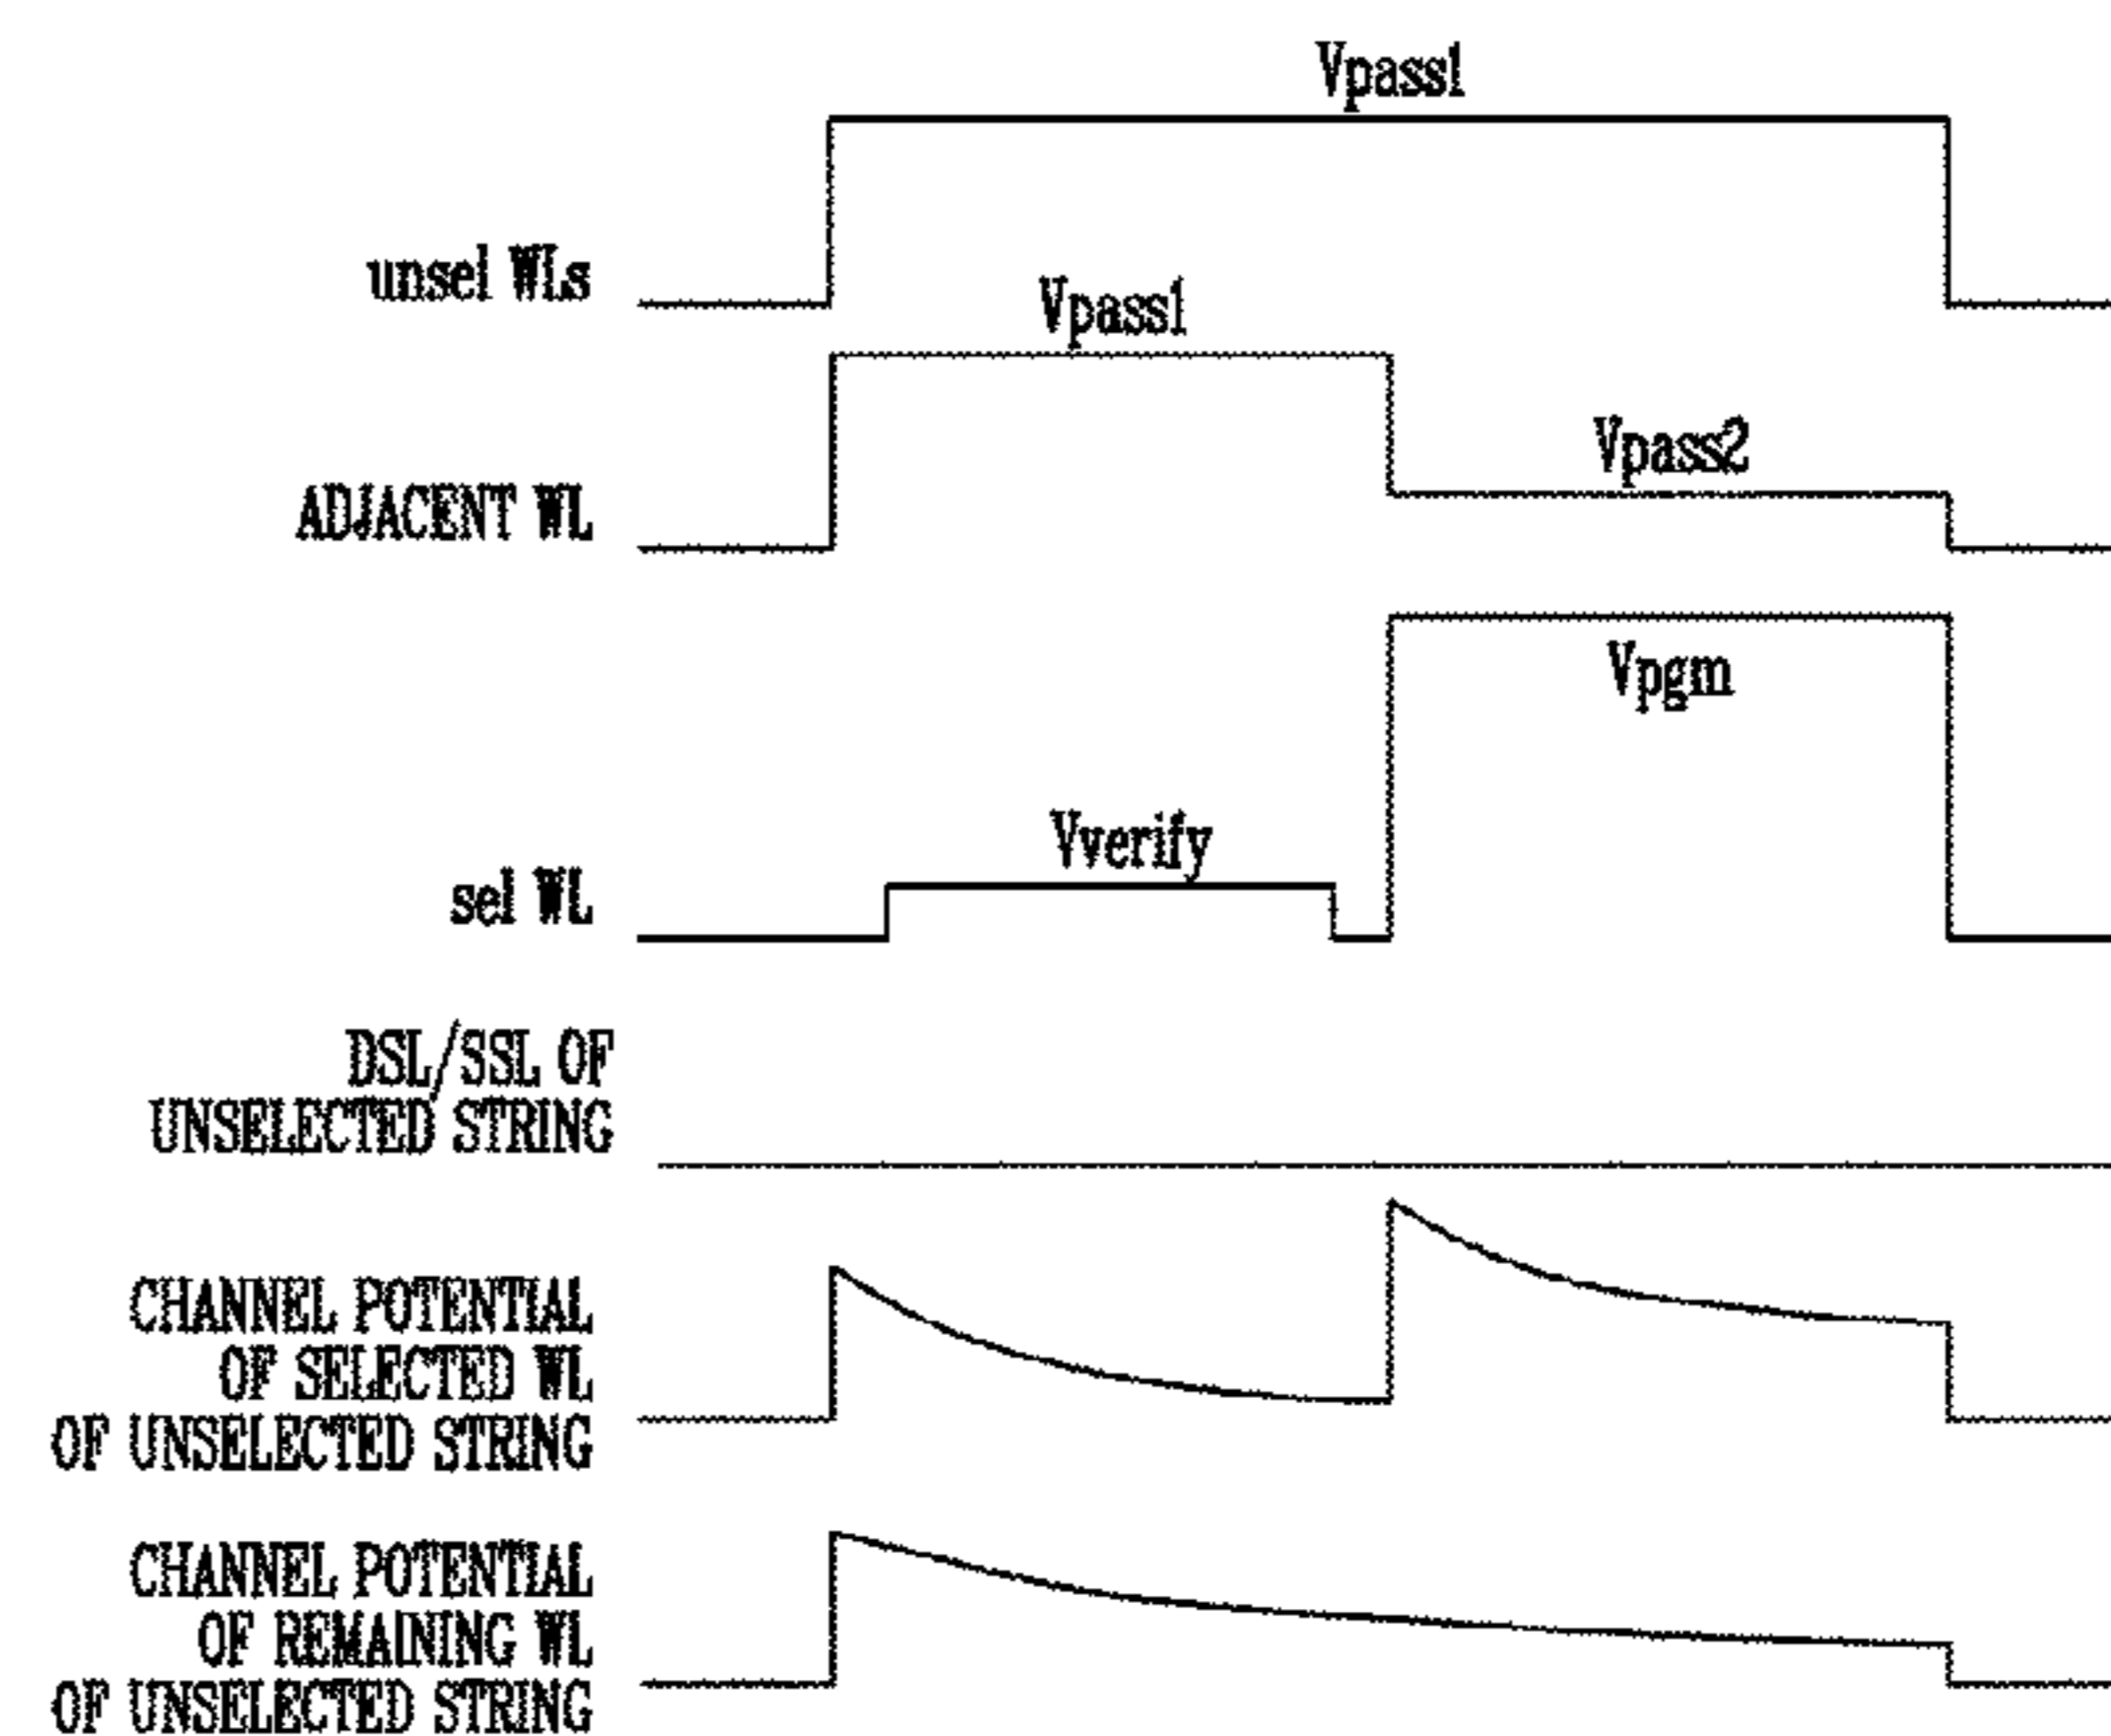 Vpass1
unsel WLs
Vpass1
Vpass2
ADJACENT WL
Vpgm
Vverify
sel WL
DSL/SSL OF
UNSELECTED STRING
CHANNEL POTENTIAL
OF SELECTED WL
OF UNSELECTED STRING
CHANNEL POTENTIAL
OF REMAINING WL
OF UNSELECTED STRING